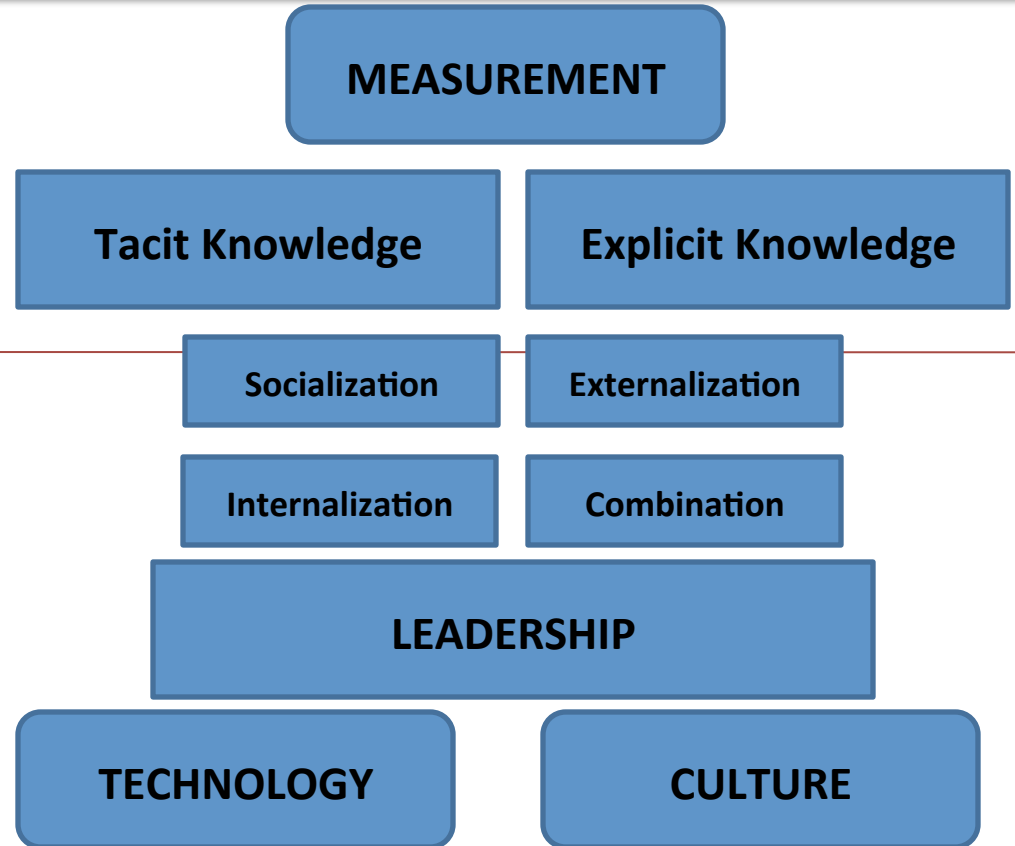 MEASUREMENT
Tacit Knowledge
Explicit Knowledge
Socialization
Externalization
Internalization
Combination
LEADERSHIP
TECHNOLOGY
CULTURE